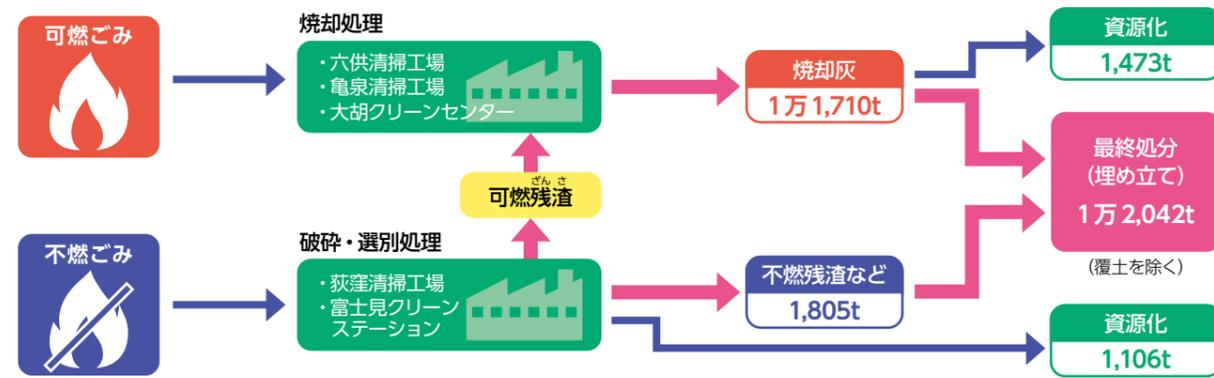 可燃ごみ
焼却処理
・六供清掃工場
・亀泉清掃工場
・大胡クリーンセンター
焼却灰
1万1,710t
資源化
1,473t
最終処分
(埋め立て)
1万2,042t
(覆土を除く)
ざんさ
可燃残渣
不燃ごみ
破砕・選別処理
・荻窪清掃工場
・富士見クリーン
ステーション
不燃残渣など
1,805t
資源化
1,106t